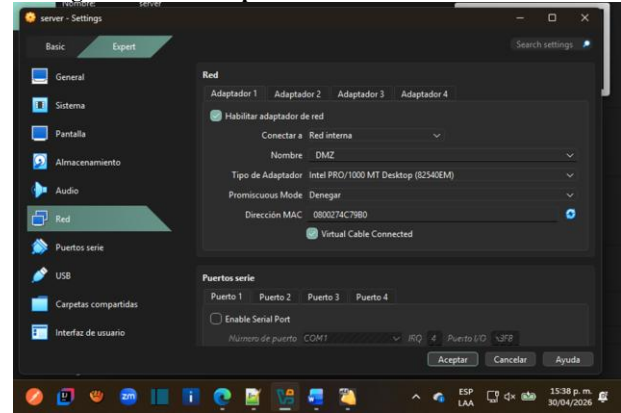 Nombre: server
server - Settings
Basic Expert Search settings
General
Sistema
Pantalla
Almacenamiento
Audio
Red
Puertos serie
USB
Carpetas compartidas
Interfaz de usuario
Red
Adaptador 1 Adaptador 2 Adaptador 3 Adaptador 4
Habilitar adaptador de red
Conectar a Red interna
Nombre DMZ
Tipo de Adaptador Intel PRO/1000 MT Desktop (82540EM)
Promiscuous Mode Denegar
Dirección MAC 0800274C79B0
Virtual Cable Connected
Puertos serie
Puerto 1 Puerto 2 Puerto 3 Puerto 4
Enable Serial Port
Número de puerto COM1 IRQ 4 Puerto I/O
Aceptar Cancelar Ayuda
zm
ESP
LAA
15:38 p. m.
30/04/2026